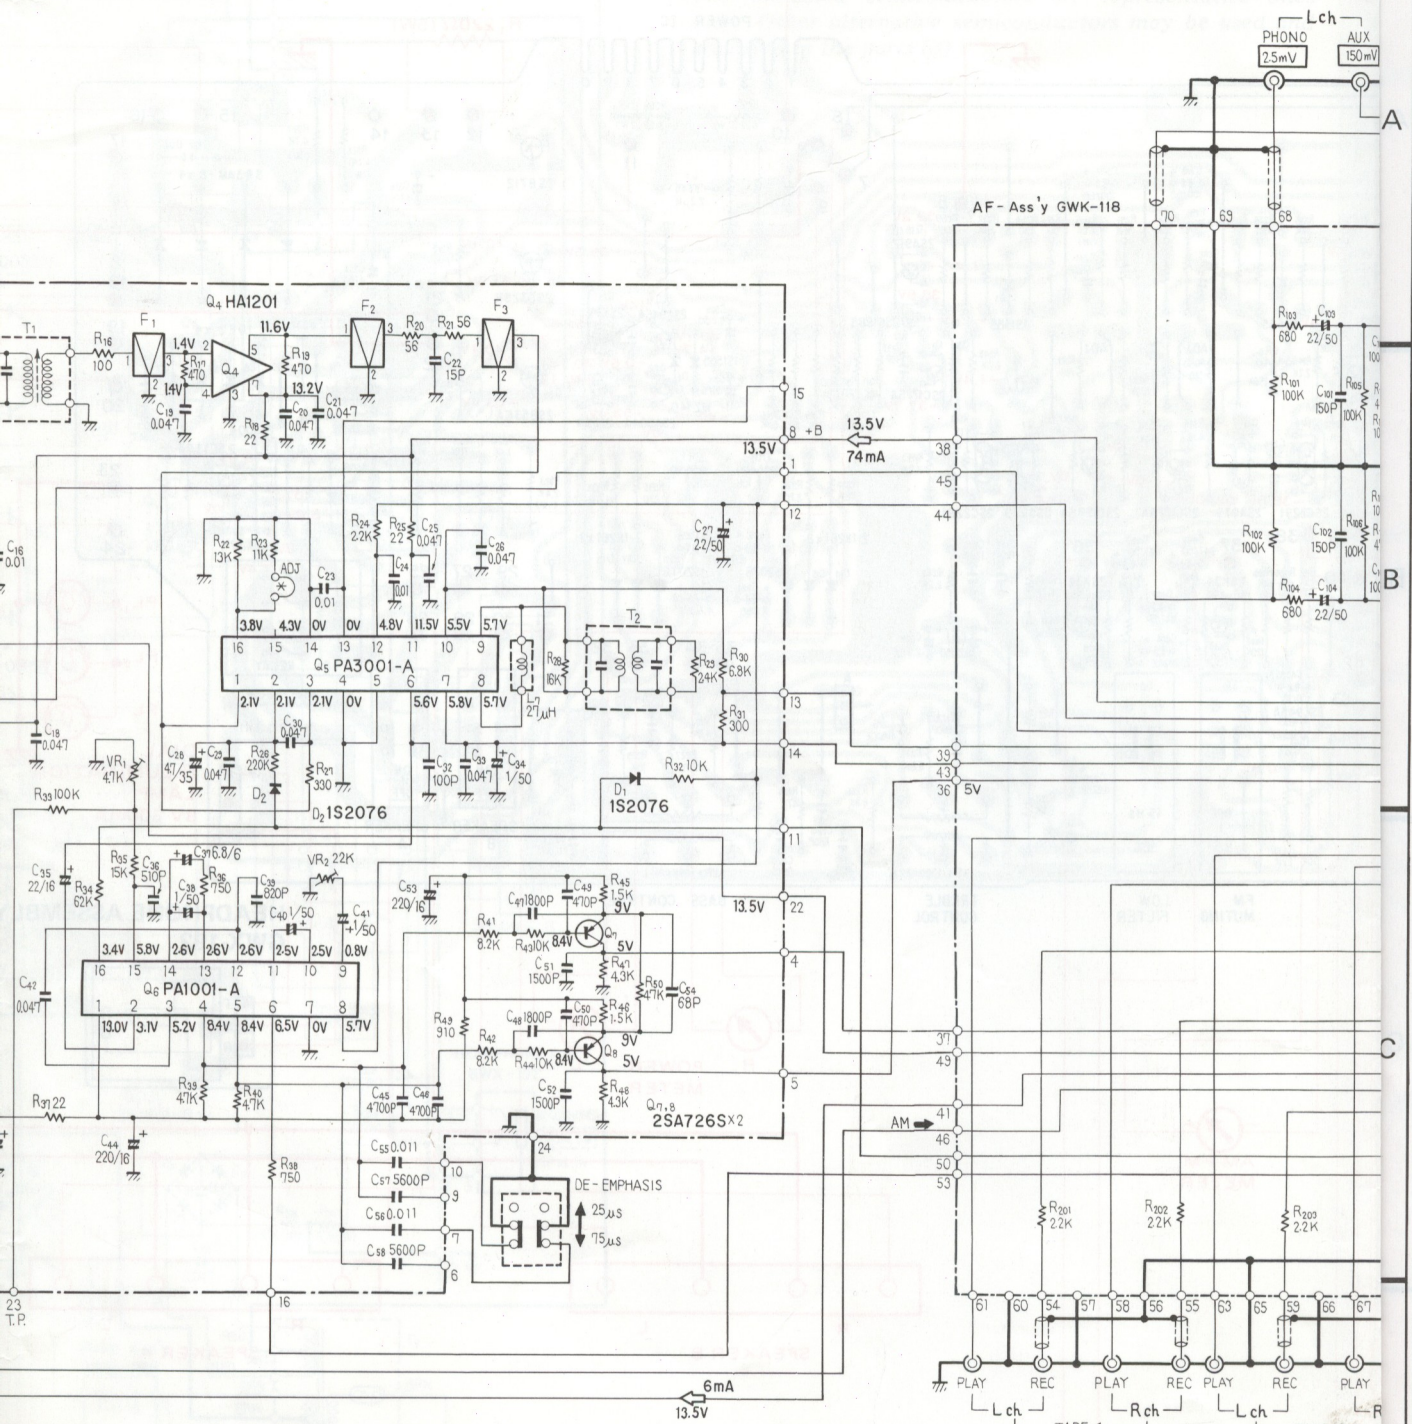 Lch
PHONO
2.5mV
AUX
150mV
A
AF-Ass'y GWK-118
70
69
68
Q4 HA1201
T1
F1
F2
F3
11.6V
R16
100
1
3
2
1.4V
2
R17
470
1.4V
4
Q4
5
7
3
R19
470
13.2V
1
3
2
R20
56
R21 56
C22
15P
1
3
2
C19
0.047
R18
22
C20
0.047
C21
0.047
15
8 +B
13.5V
13.5V
74mA
38
1
45
12
44
R103
680
C103
22/50
R101
100K
C101
150P
R105
100K
R102
100K
C102
150P
R106
100K
R104
680
C104
22/50
B
C16
0.01
R22
13K
R23
11K
ADJ
C23
0.01
R24
2.2K
R25
22
C25
0.047
C24
0.01
C26
0.047
C27
22/50
3.8V 4.3V 0V 0V 4.8V 11.5V 5.5V 5.7V
16 15 14 13 12 11 10 9
Q5 PA3001-A
1 2 3 4 5 6 7 8
2.1V 2.1V 2.1V 0V 5.6V 5.8V 5.7V
L7
27μH
R28
16K
T2
R29
24K
R30
6.8K
R31
300
13
14
C18
0.047
VR1
4.7K
C28
47/35
C29
0.047
R26
220K
C30
0.047
R27
330
D2
D2 1S2076
C32
100P
C33
0.047
C34
1/50
D1
1S2076
R32 10K
39
43
36 5V
R33 100K
11
C35
22/16
R34
62K
R35
15K
C36
510P
C37 6.8/6
C38
1/50
R36
750
C39
820P
VR2 22K
C40 1/50
C41
1/50
C53
220/16
3.4V 5.8V 2.6V 2.6V 2.6V 2.5V 2.5V 0.8V
16 15 14 13 12 11 10 9
Q6 PA1001-A
1 2 3 4 5 6 7 8
13.0V 3.1V 5.2V 8.4V 8.4V 6.5V 0V 5.7V
C42
0.047
R41
8.2K
C47 1800P
R43 10K
C49
470P
R45
1.5K
9V
8.4V
Q7
5V
C51
1500P
R47
4.3K
R50
47K
C54
68P
13.5V
22
4
R49
910
R42
8.2K
C48 1800P
R44 10K
C50
470P
R46
1.5K
9V
8.4V
Q8
5V
C52
1500P
R48
4.3K
Q7,8
2SA726S×2
5
37
49
C
41
AM
46
50
53
R39
4.7K
R40
4.7K
C45
4700P
C46
4700P
R37 22
C44
220/16
R38
750
C55 0.011
C57 5600P
C56 0.011
C58 5600P
10
9
7
6
24
DE-EMPHASIS
25μS
75μS
R201
2.2K
R202
2.2K
R203
2.2K
23
T.P.
16
61 60 54 57 58 56 55 63 65 59 66 67
PLAY REC PLAY REC PLAY REC PLAY
Lch Rch Lch R
6mA
13.5V